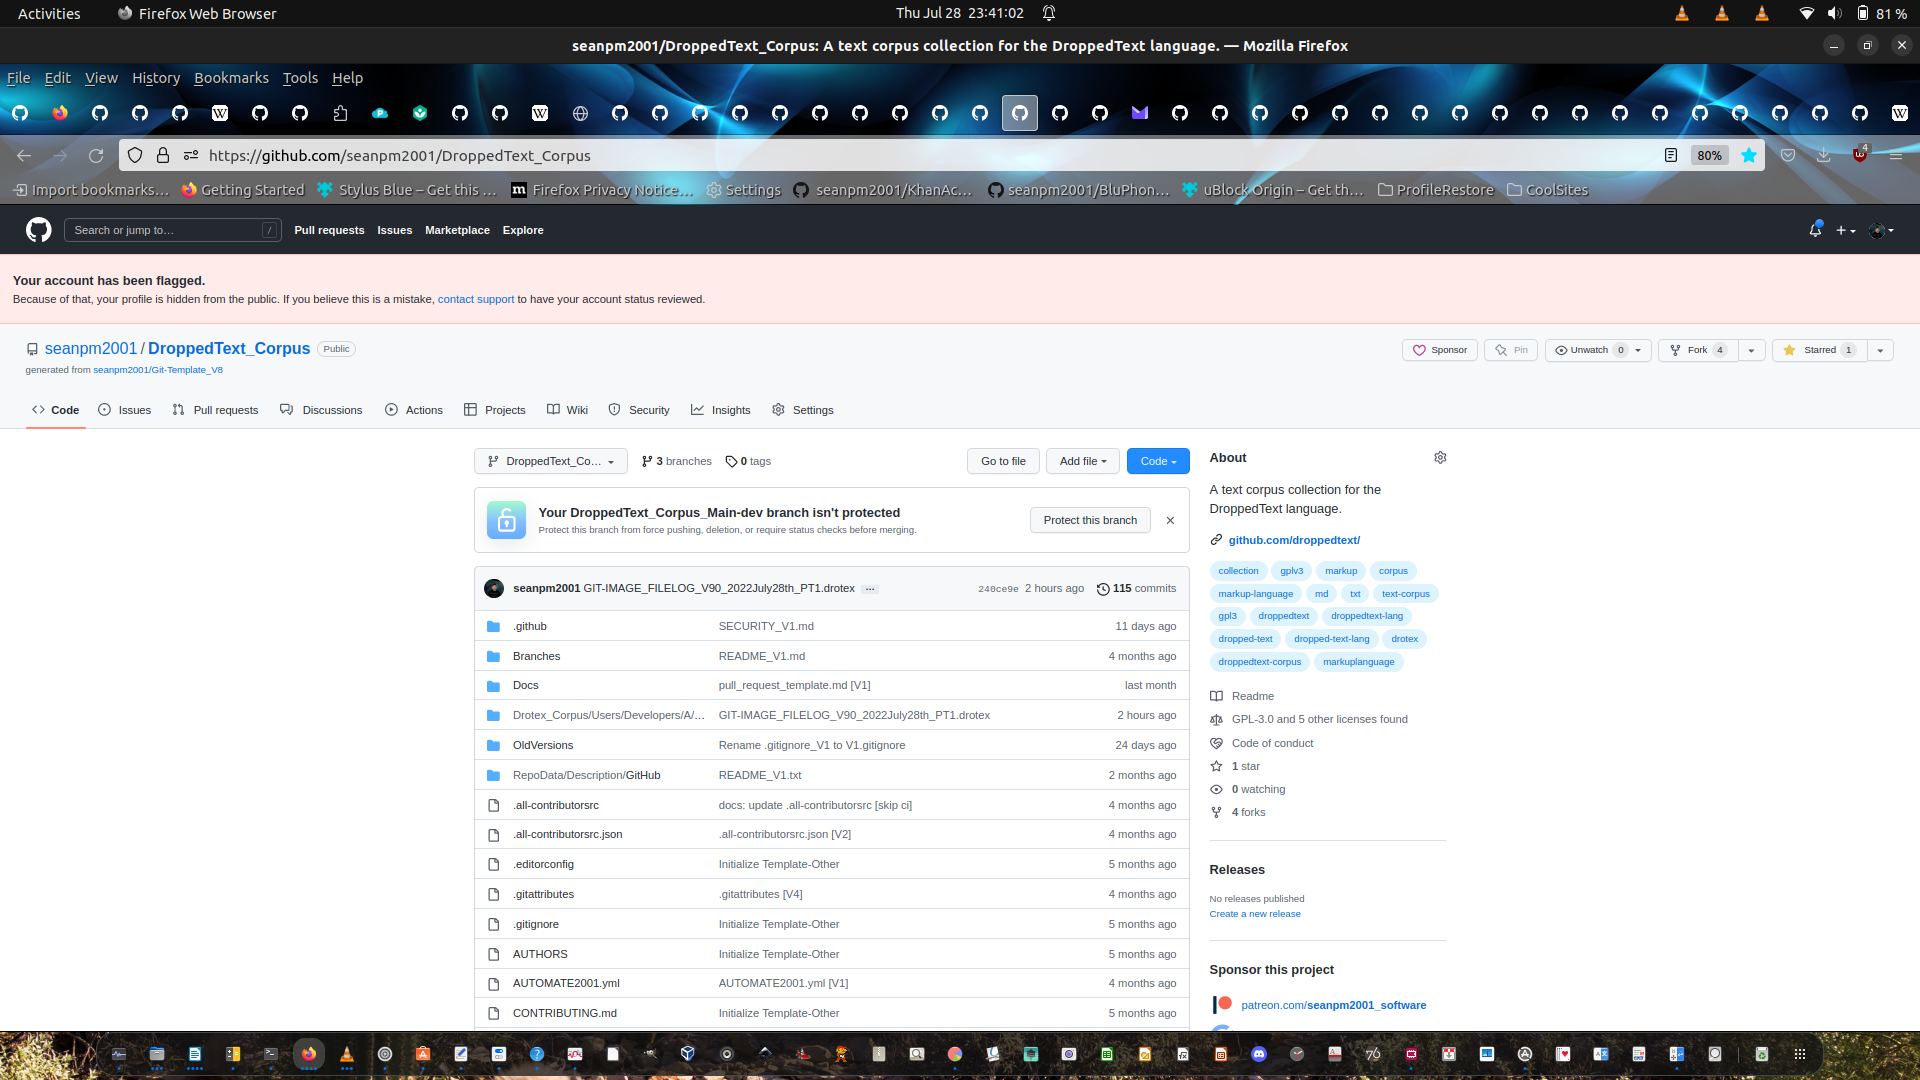 Activities
Firefox Web Browser
Thu Jul 28 23:41:02
81 %
seanpm2001/DroppedText_Corpus: A text corpus collection for the DroppedText language. — Mozilla Firefox
File Edit View History Bookmarks Tools Help
https://github.com/seanpm2001/DroppedText_Corpus
80%
4
Import bookmarks…
Getting Started
Stylus Blue – Get this …
Firefox Privacy Notice…
Settings
seanpm2001/KhanAc…
seanpm2001/BluPhon…
uBlock Origin – Get th…
ProfileRestore
CoolSites
Search or jump to…
/
Pull requests Issues Marketplace Explore
Your account has been flagged.
Because of that, your profile is hidden from the public. If you believe this is a mistake, contact support to have your account status reviewed.
seanpm2001 / DroppedText_Corpus Public
generated from seanpm2001/Git-Template_V8
Sponsor
Pin
Unwatch 0
Fork 4
Starred 1
Code
Issues
Pull requests
Discussions
Actions
Projects
Wiki
Security
Insights
Settings
DroppedText_Co…
3 branches
0 tags
Go to file
Add file
Code
Your DroppedText_Corpus_Main-dev branch isn't protected
Protect this branch from force pushing, deletion, or require status checks before merging.
Protect this branch
seanpm2001 GIT-IMAGE_FILELOG_V90_2022July28th_PT1.drotex … 240ce9e 2 hours ago 115 commits
.github SECURITY_V1.md 11 days ago
Branches README_V1.md 4 months ago
Docs pull_request_template.md [V1] last month
Drotex_Corpus/Users/Developers/A/… GIT-IMAGE_FILELOG_V90_2022July28th_PT1.drotex 2 hours ago
OldVersions Rename .gitignore_V1 to V1.gitignore 24 days ago
RepoData/Description/GitHub README_V1.txt 2 months ago
.all-contributorsrc docs: update .all-contributorsrc [skip ci] 4 months ago
.all-contributorsrc.json .all-contributorsrc.json [V2] 4 months ago
.editorconfig Initialize Template-Other 5 months ago
.gitattributes .gitattributes [V4] 4 months ago
.gitignore Initialize Template-Other 5 months ago
AUTHORS Initialize Template-Other 5 months ago
AUTOMATE2001.yml AUTOMATE2001.yml [V1] 4 months ago
CONTRIBUTING.md Initialize Template-Other 5 months ago
About
A text corpus collection for the
DroppedText language.
github.com/droppedtext/
collection gplv3 markup corpus
markup-language md txt text-corpus
gpl3 droppedtext droppedtext-lang
dropped-text dropped-text-lang drotex
droppedtext-corpus markuplanguage
Readme
GPL-3.0 and 5 other licenses found
Code of conduct
1 star
0 watching
4 forks
Releases
No releases published
Create a new release
Sponsor this project
patreon.com/seanpm2001_software